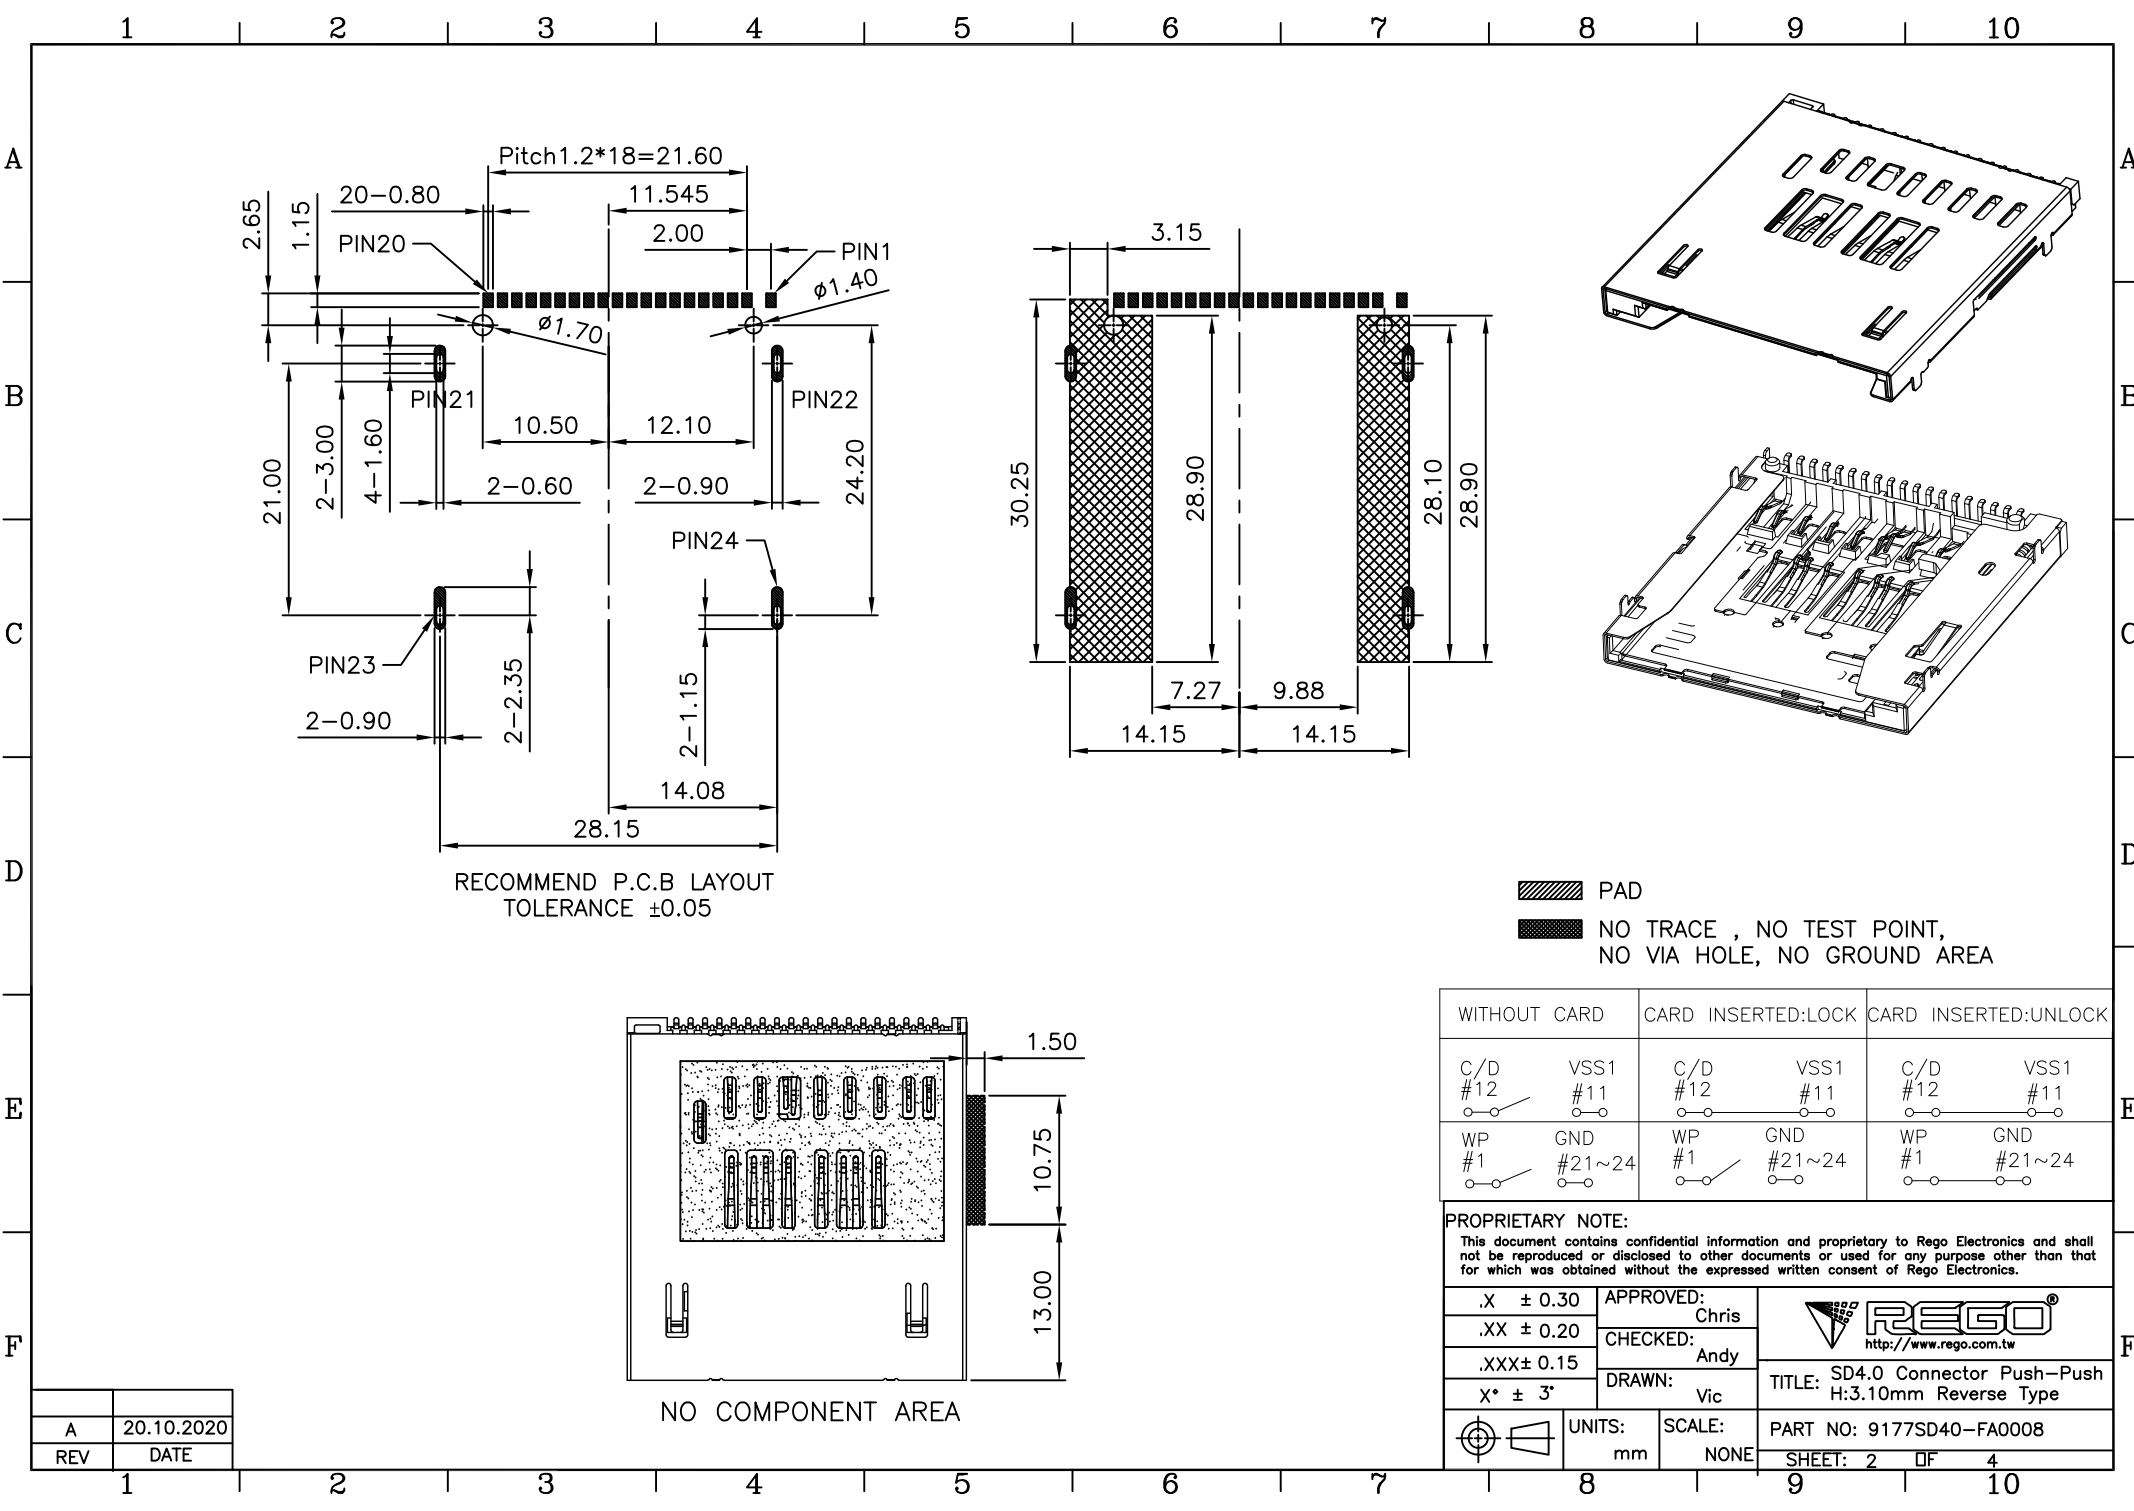 1 2 3 4 5 6 7 8 9 10
A
B
C
D
E
F
A
B
C
D
E
F
Pitch1.2*18=21.60
20-0.80
11.545
2.65
1.15
PIN20
2.00
PIN1
ø1.40
ø1.70
PIN21
PIN22
10.50
12.10
21.00
2-3.00
4-1.60
2-0.60
2-0.90
24.20
PIN24
PIN23
2-0.90
2-2.35
2-1.15
14.08
28.15
RECOMMEND P.C.B LAYOUT
TOLERANCE ±0.05
3.15
30.25
28.90
28.10
28.90
7.27
9.88
14.15
14.15
PAD
NO TRACE , NO TEST POINT,
NO VIA HOLE, NO GROUND AREA
1.50
10.75
13.00
NO COMPONENT AREA
WITHOUT CARD
CARD INSERTED:LOCK
CARD INSERTED:UNLOCK
C/D VSS1
#12 #11
C/D VSS1
#12 #11
C/D VSS1
#12 #11
WP GND
#1 #21~24
WP GND
#1 #21~24
WP GND
#1 #21~24
PROPRIETARY NOTE:
This document contains confidential information and proprietary to Rego Electronics and shall
not be reproduced or disclosed to other documents or used for any purpose other than that
for which was obtained without the expressed written consent of Rego Electronics.
.X ± 0.30
.XX ± 0.20
.XXX± 0.15
X° ± 3°
APPROVED:
Chris
CHECKED:
Andy
DRAWN:
Vic
REGO®
http://www.rego.com.tw
TITLE: SD4.0 Connector Push-Push
H:3.10mm Reverse Type
UNITS:
mm
SCALE:
NONE
PART NO: 9177SD40-FA0008
SHEET: 2 OF 4
A 20.10.2020
REV DATE
1 2 3 4 5 6 7 8 9 10